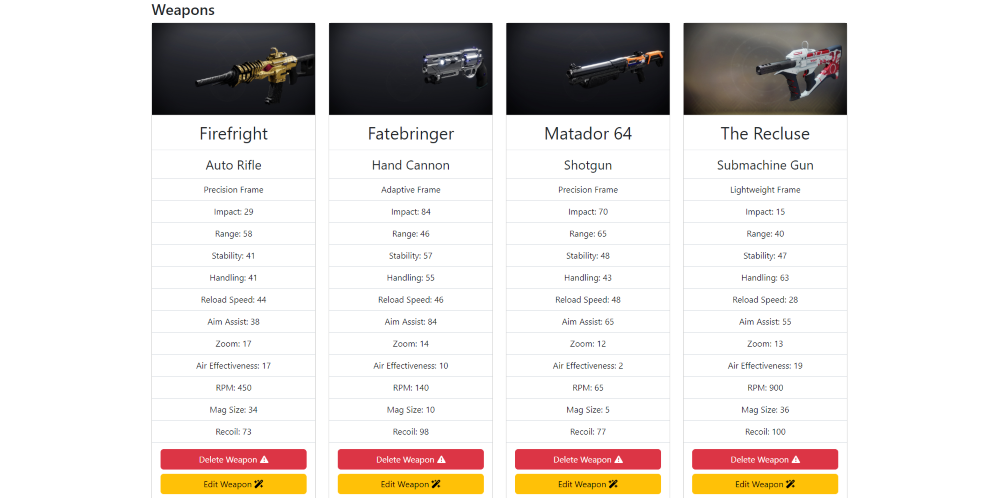 Weapons
Firefright
Auto Rifle
Precision Frame
Impact: 29
Range: 58
Stability: 41
Handling: 41
Reload Speed: 44
Aim Assist: 38
Zoom: 17
Air Effectiveness: 17
RPM: 450
Mag Size: 34
Recoil: 73
Delete Weapon
Edit Weapon
Fatebringer
Hand Cannon
Adaptive Frame
Impact: 84
Range: 46
Stability: 57
Handling: 55
Reload Speed: 46
Aim Assist: 84
Zoom: 14
Air Effectiveness: 10
RPM: 140
Mag Size: 10
Recoil: 98
Delete Weapon
Edit Weapon
Matador 64
Shotgun
Precision Frame
Impact: 70
Range: 65
Stability: 48
Handling: 43
Reload Speed: 48
Aim Assist: 65
Zoom: 12
Air Effectiveness: 2
RPM: 65
Mag Size: 5
Recoil: 77
Delete Weapon
Edit Weapon
The Recluse
Submachine Gun
Lightweight Frame
Impact: 15
Range: 40
Stability: 47
Handling: 63
Reload Speed: 28
Aim Assist: 55
Zoom: 13
Air Effectiveness: 19
RPM: 900
Mag Size: 36
Recoil: 100
Delete Weapon
Edit Weapon